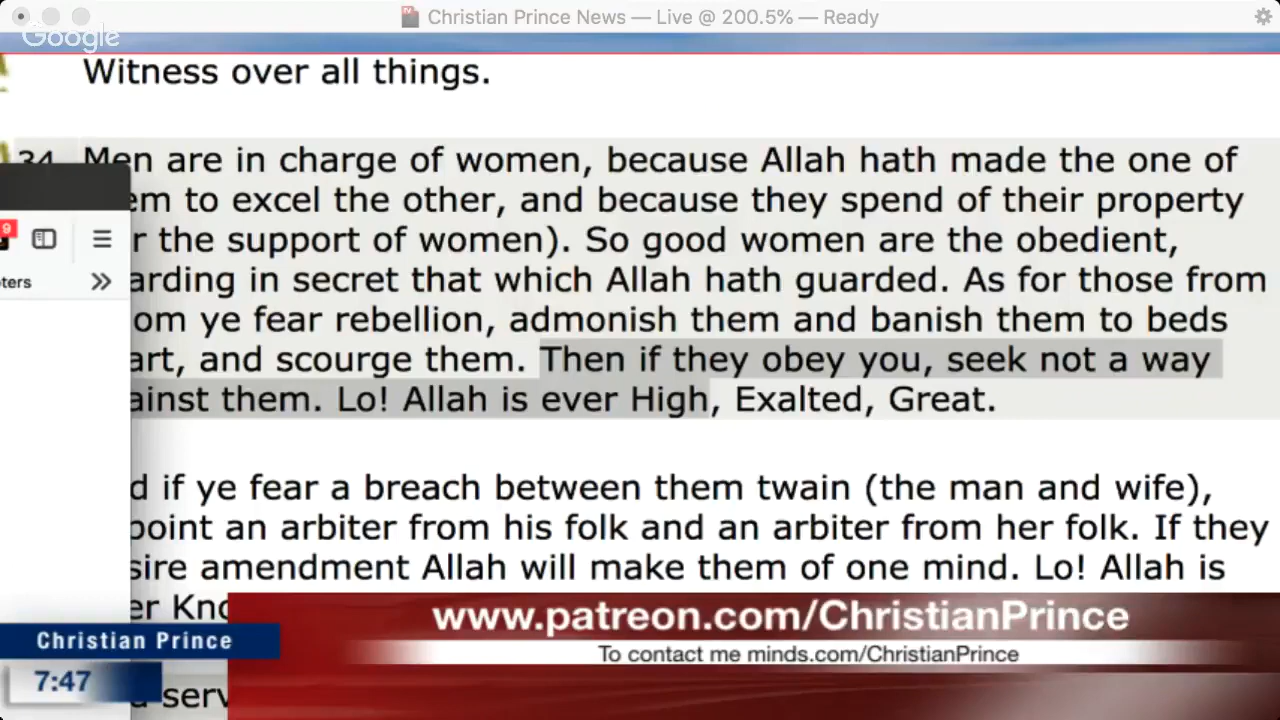 Christian Prince News — Live @ 200.5% — Ready
Google
Witness over all things.
34 Men are in charge of women, because Allah hath made the one of
em to excel the other, and because they spend of their property
r the support of women). So good women are the obedient,
arding in secret that which Allah hath guarded. As for those from
om ye fear rebellion, admonish them and banish them to beds
art, and scourge them. Then if they obey you, seek not a way
ainst them. Lo! Allah is ever High, Exalted, Great.
9
ters »
d if ye fear a breach between them twain (the man and wife),
point an arbiter from his folk and an arbiter from her folk. If they
sire amendment Allah will make them of one mind. Lo! Allah is
er Kno
www.patreon.com/ChristianPrince
To contact me minds.com/ChristianPrince
Christian Prince
7:47
serv